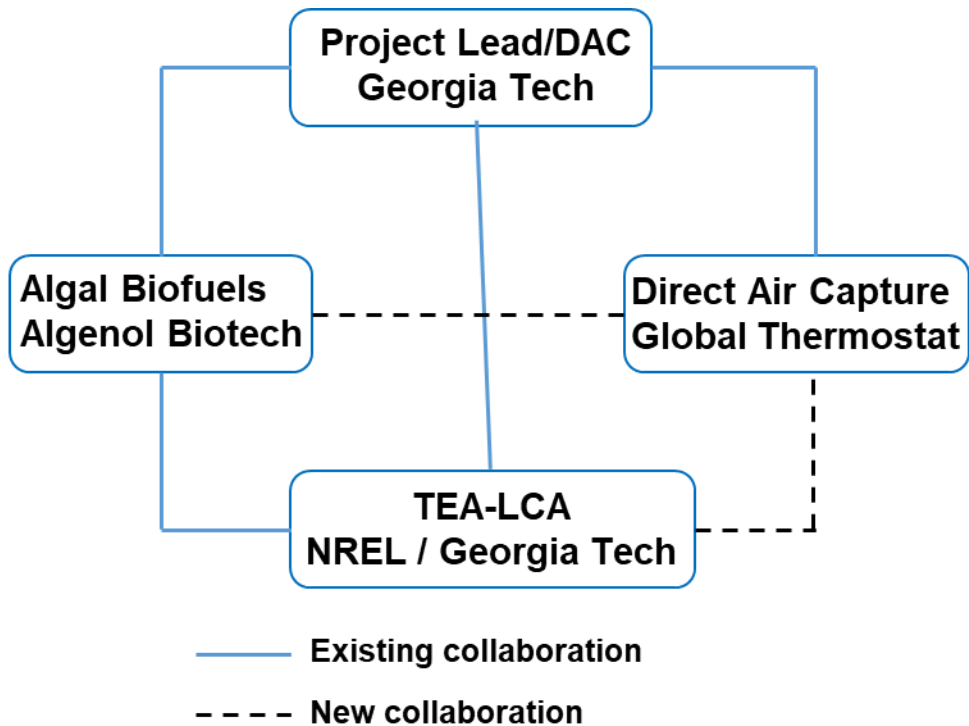 Project Lead/DAC
Georgia Tech
Algal Biofuels
Algenol Biotech
Direct Air Capture
Global Thermostat
TEA-LCA
NREL / Georgia Tech
Existing collaboration
New collaboration